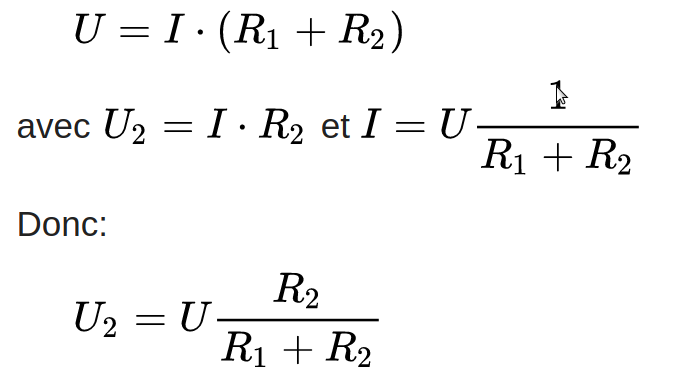 U = I · (R₁ + R₂)
avec U₂ = I · R₂ et I = U 1/(R₁ + R₂)
Donc:
U₂ = U R₂/(R₁ + R₂)